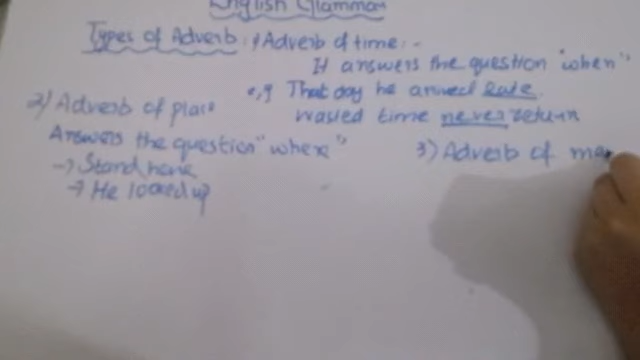 English Grammar
Types of Adverb : 1) Adverb of time : -
It answers the question "when"
e.g That day he arrived late.
wasted time never return
2) Adverb of place
Answers the question "where"
→ Stand here
→ He looked up
3) Adverb of ma